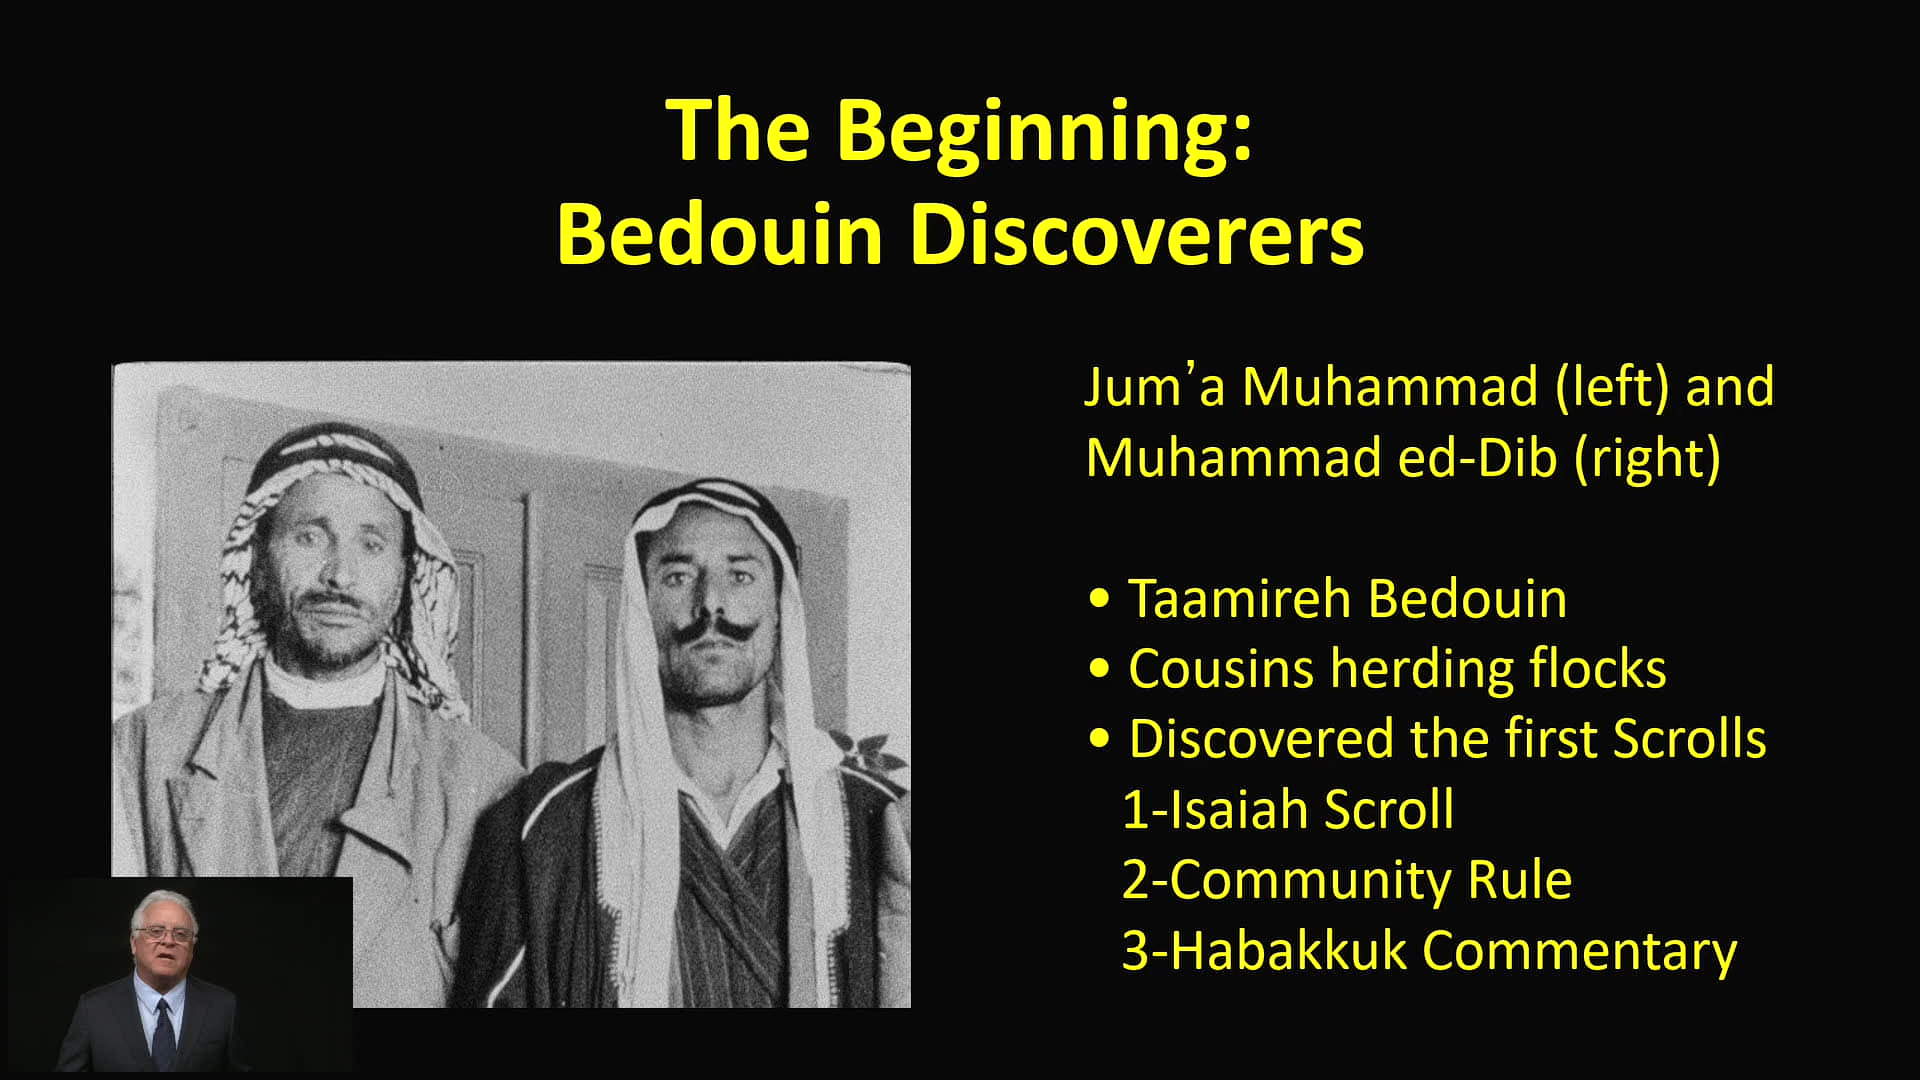 The Beginning:
Bedouin Discoverers
Jum’a Muhammad (left) and
Muhammad ed-Dib (right)
• Taamireh Bedouin
• Cousins herding flocks
• Discovered the first Scrolls
1-Isaiah Scroll
2-Community Rule
3-Habakkuk Commentary